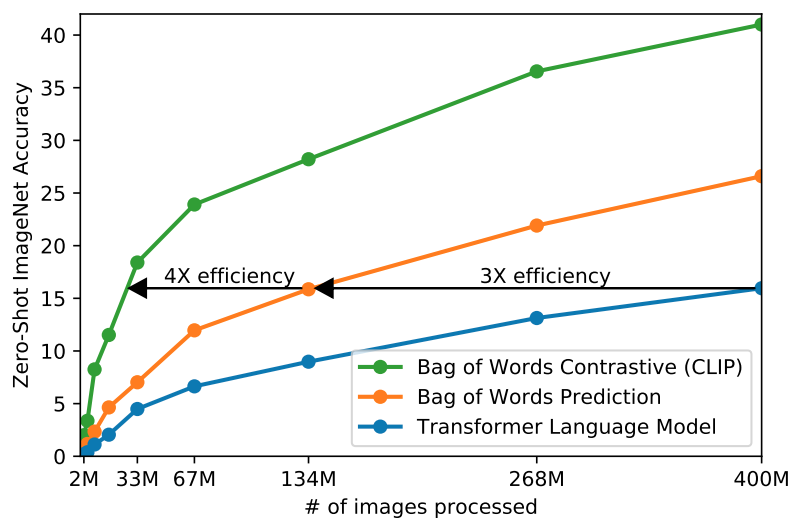 Zero-Shot ImageNet Accuracy
40
35
30
25
20
15
10
5
0
4X efficiency
3X efficiency
Bag of Words Contrastive (CLIP)
Bag of Words Prediction
Transformer Language Model
2M 33M 67M 134M 268M 400M
# of images processed